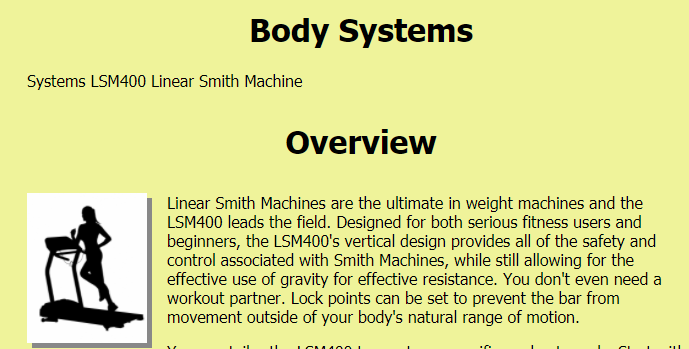 Body Systems
Systems LSM400 Linear Smith Machine
Overview
Linear Smith Machines are the ultimate in weight machines and the
LSM400 leads the field. Designed for both serious fitness users and
beginners, the LSM400's vertical design provides all of the safety and
control associated with Smith Machines, while still allowing for the
effective use of gravity for effective resistance. You don't even need a
workout partner. Lock points can be set to prevent the bar from
movement outside of your body's natural range of motion.